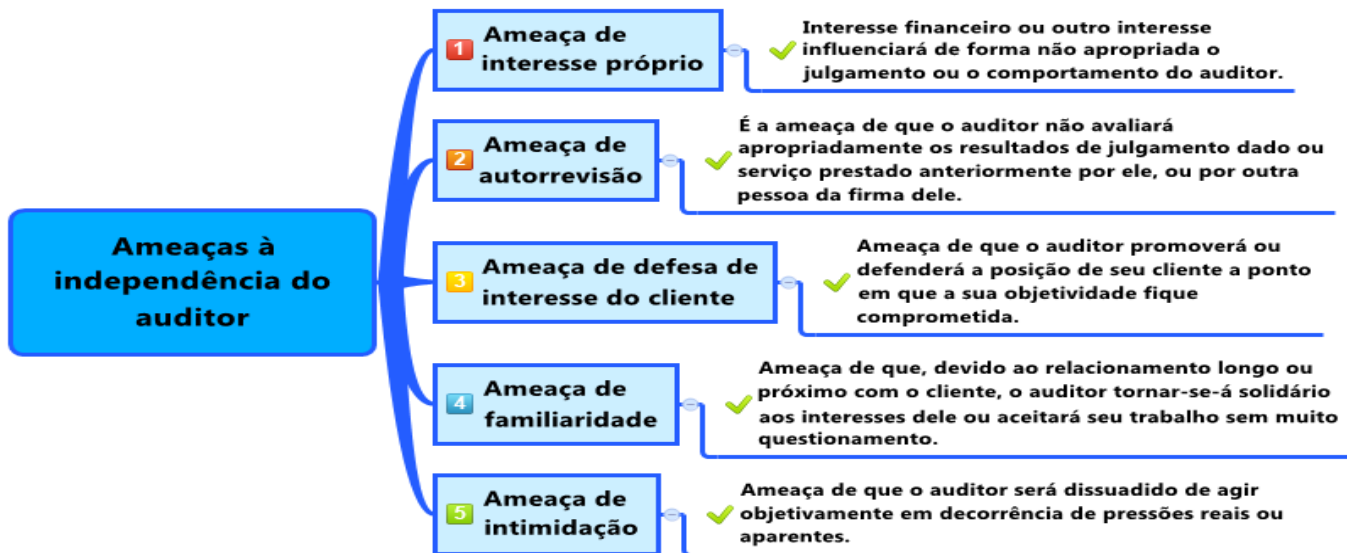 Ameaças à
independência do
auditor
1
Ameaça de
interesse próprio
Interesse financeiro ou outro interesse
influenciará de forma não apropriada o
julgamento ou o comportamento do auditor.
2
Ameaça de
autorrevisão
É a ameaça de que o auditor não avaliará
apropriadamente os resultados de julgamento dado ou
serviço prestado anteriormente por ele, ou por outra
pessoa da firma dele.
3
Ameaça de defesa de
interesse do cliente
Ameaça de que o auditor promoverá ou
defenderá a posição de seu cliente a ponto
em que a sua objetividade fique
comprometida.
4
Ameaça de
familiaridade
Ameaça de que, devido ao relacionamento longo ou
próximo com o cliente, o auditor tornar-se-á solidário
aos interesses dele ou aceitará seu trabalho sem muito
questionamento.
5
Ameaça de
intimidação
Ameaça de que o auditor será dissuadido de agir
objetivamente em decorrência de pressões reais ou
aparentes.